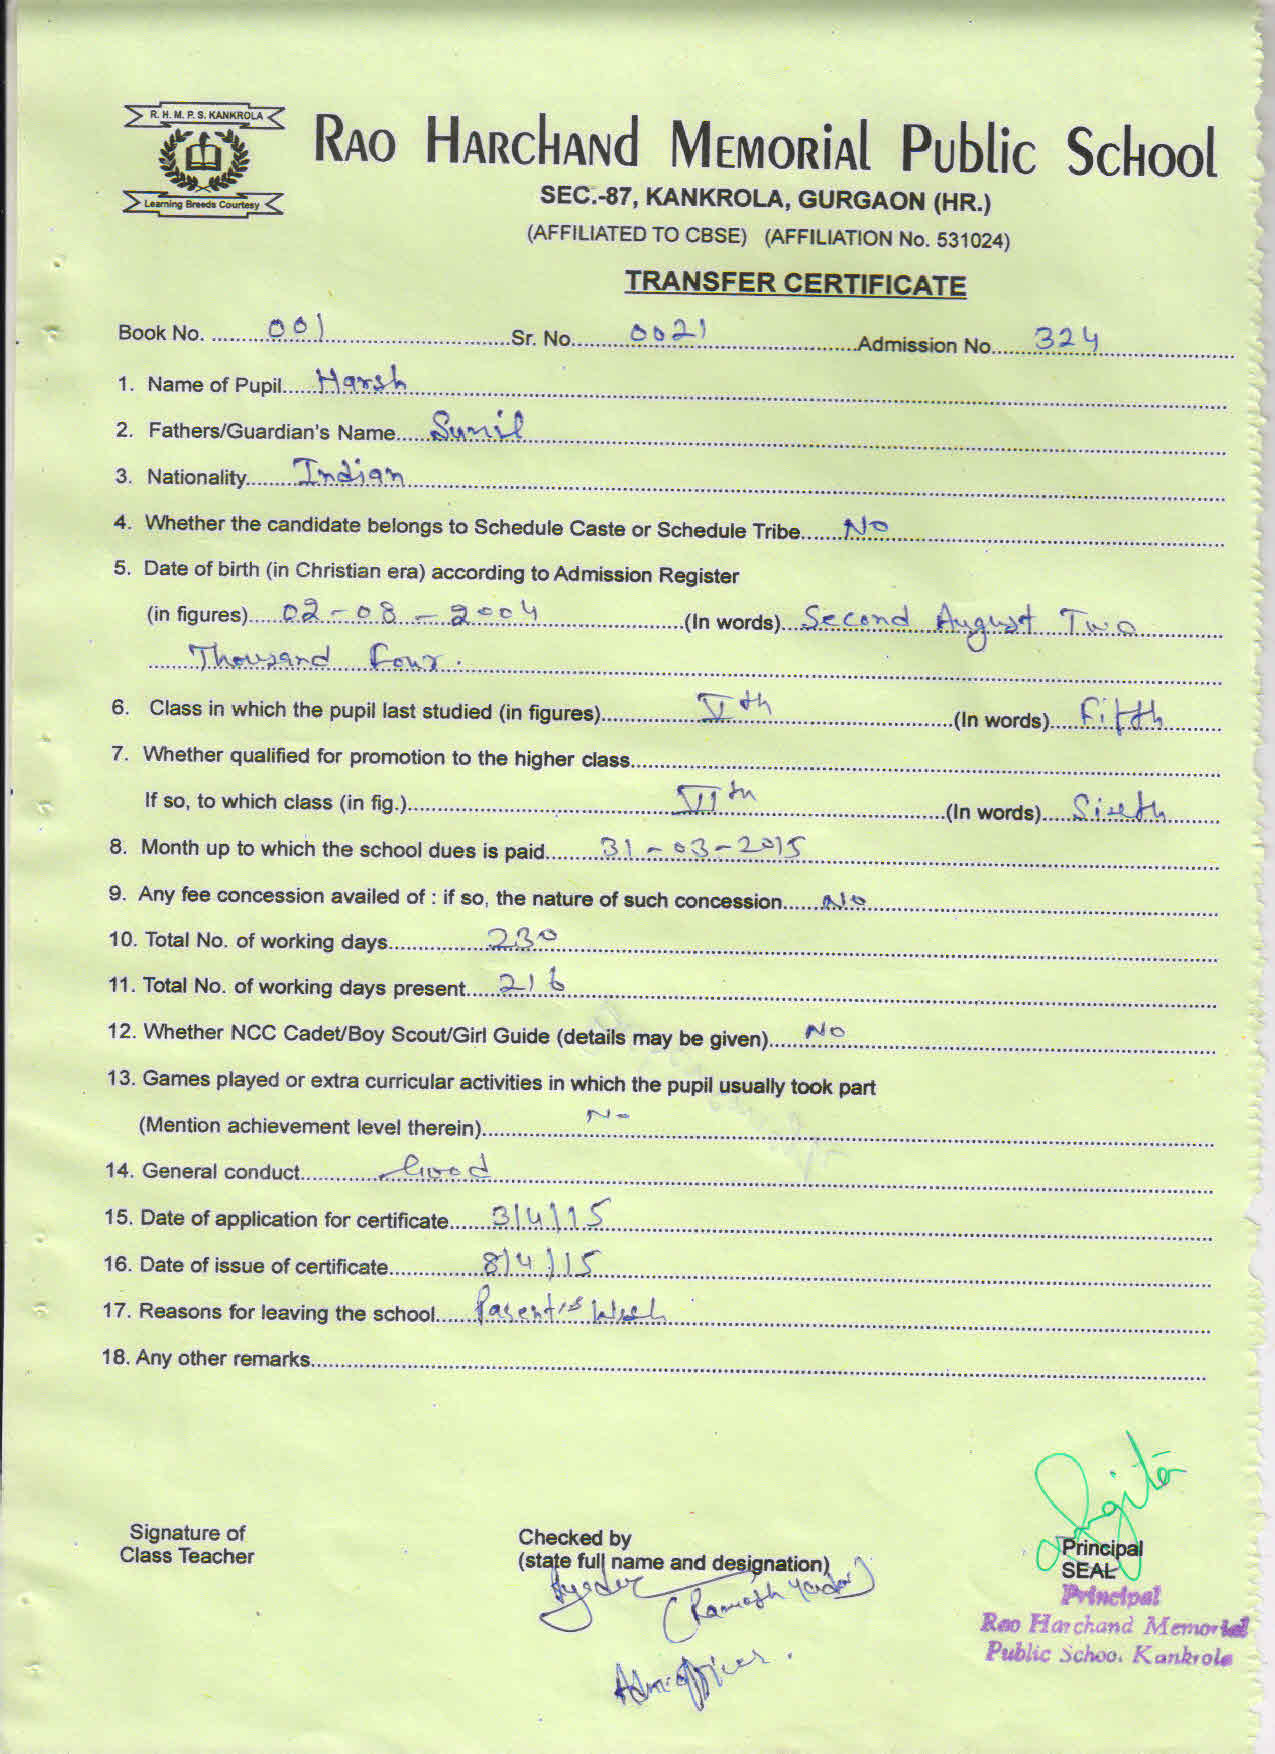 R. H. M. P. S. KANKROLA
Learning Breeds Courtesy
RAO HARCHAND MEMORIAL PUBLIC SCHOOL
SEC.-87, KANKROLA, GURGAON (HR.)
(AFFILIATED TO CBSE) (AFFILIATION No. 531024)
TRANSFER CERTIFICATE
Book No. 001 Sr. No. 0021 Admission No. 324
1. Name of Pupil Harsh
2. Fathers/Guardian's Name Sunil
3. Nationality Indian
4. Whether the candidate belongs to Schedule Caste or Schedule Tribe No
5. Date of birth (in Christian era) according to Admission Register
(in figures) 02-08-2004 (In words) Second August Two
Thousand Four.
6. Class in which the pupil last studied (in figures) Vth (In words) Fifth
7. Whether qualified for promotion to the higher class
If so, to which class (in fig.) VIth (In words) Sixth
8. Month up to which the school dues is paid 31-03-2015
9. Any fee concession availed of : if so, the nature of such concession No
10. Total No. of working days 230
11. Total No. of working days present 216
12. Whether NCC Cadet/Boy Scout/Girl Guide (details may be given) No
13. Games played or extra curricular activities in which the pupil usually took part
(Mention achievement level therein) No
14. General conduct Good
15. Date of application for certificate 3/4/15
16. Date of issue of certificate 8/4/15
17. Reasons for leaving the school Parent's Wish
18. Any other remarks
Signature of
Class Teacher
Checked by
(state full name and designation)
(Ramesh Yadav)
Principal
SEAL
Principal
Rao Harchand Memorial
Public School Kankrola